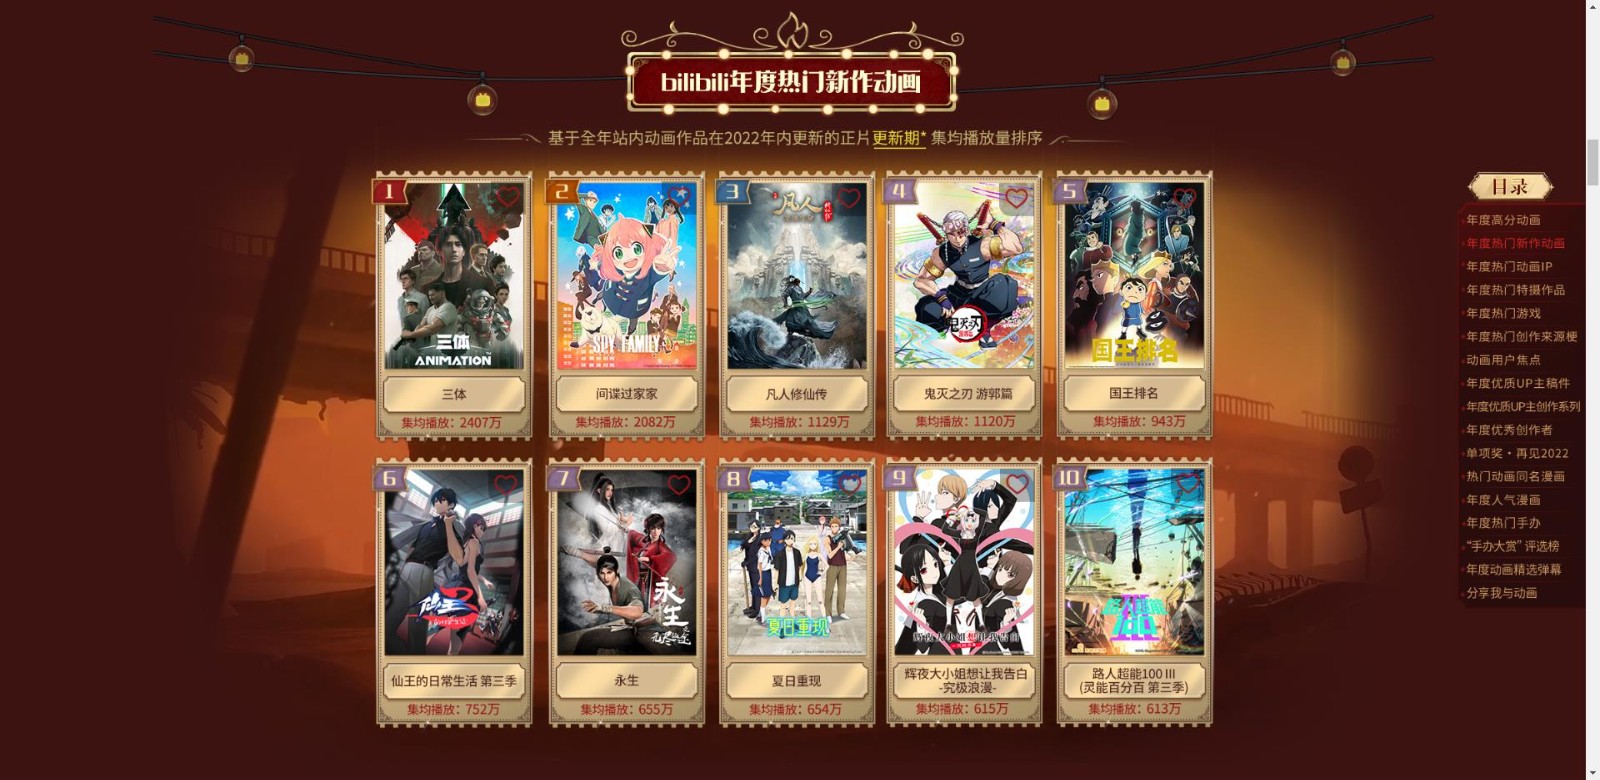 bilibili年度热门新作动画
基于全年站内动画作品在2022年内更新的正片更新期* 集均播放量排序
1
2
3
4
5
凡人
三体
ANIMATION
SPY FAMILY
鬼灭之刃
国王排名
三体
间谍过家家
凡人修仙传
鬼灭之刃 游郭篇
国王排名
集均播放：2407万
集均播放：2082万
集均播放：1129万
集均播放：1120万
集均播放：943万
6
7
8
9
10
仙王
永生
夏日重现
辉夜大小姐想让我告白
仙王的日常生活 第三季
永生
夏日重现
辉夜大小姐想让我告白
-究极浪漫-
路人超能100 III
(灵能百分百 第三季)
集均播放：752万
集均播放：655万
集均播放：654万
集均播放：615万
集均播放：613万
目录
年度高分动画
年度热门新作动画
年度热门动画IP
年度热门特摄作品
年度热门游戏
年度热门创作来源梗
动画用户焦点
年度优质UP主稿件
年度优质UP主创作系列
年度优秀创作者
单项奖·再见2022
热门动画同名漫画
年度人气漫画
年度热门手办
“手办大赏” 评选榜
年度动画精选弹幕
分享我与动画